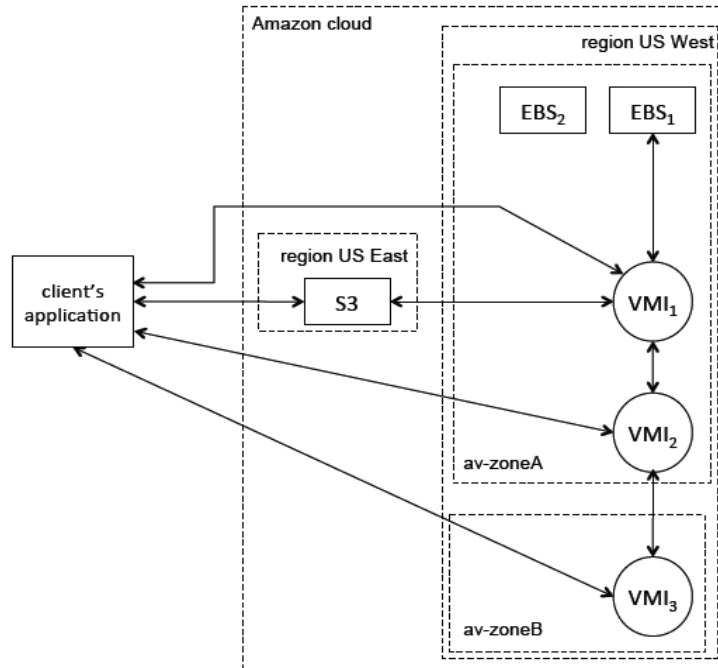 Amazon cloud
region US West
EBS₂
EBS₁
region US East
client's
application
S3
VMI₁
VMI₂
av-zoneA
VMI₃
av-zoneB